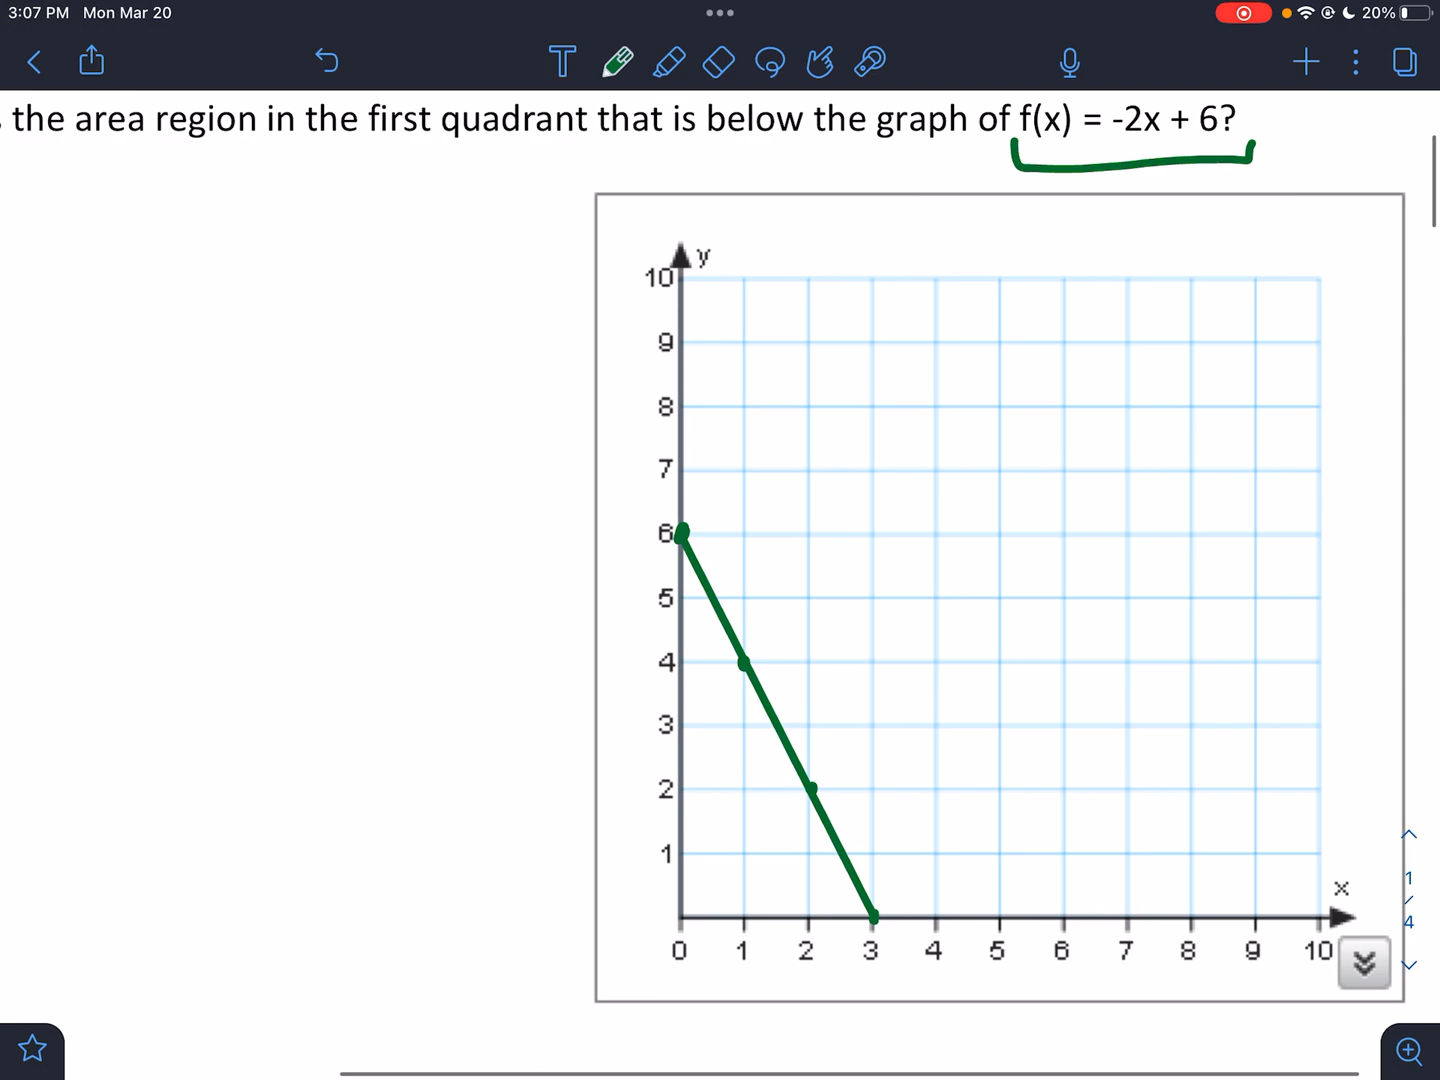 3:07 PM Mon Mar 20
20%
the area region in the first quadrant that is below the graph of f(x) = -2x + 6?
y
10
9
8
7
6
5
4
3
2
1
x
0 1 2 3 4 5 6 7 8 9 10
1
/
4
T